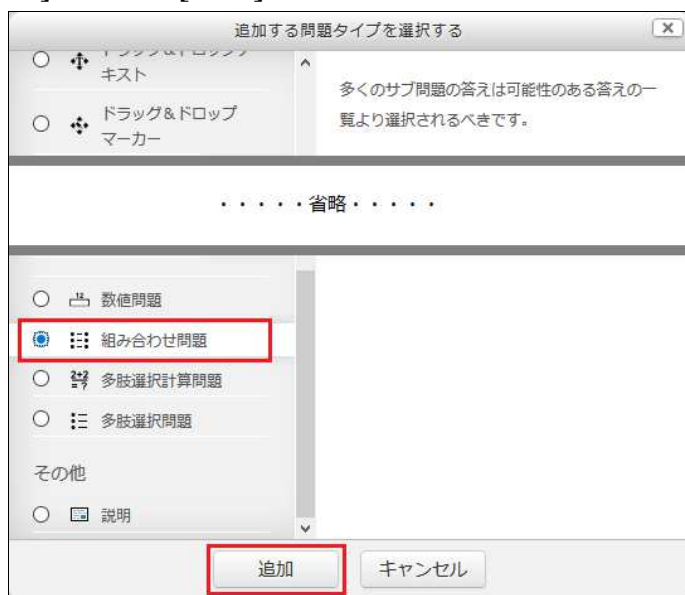 追加する問題タイプを選択する
キスト
多くのサブ問題の答えは可能性のある答えの一
覧より選択されるべきです。
ドラッグ&ドロップ
マーカー
・・・・・省略・・・・・
数値問題
組み合わせ問題
多肢選択計算問題
多肢選択問題
その他
説明
追加
キャンセル